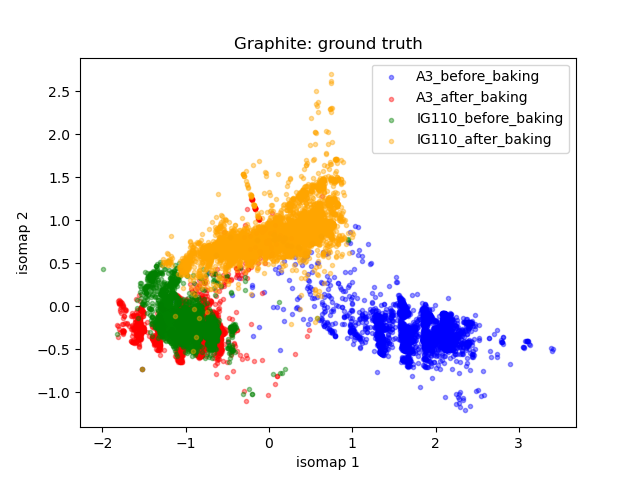 Graphite: ground truth
A3_before_baking
A3_after_baking
IG110_before_baking
IG110_after_baking
isomap 2
2.5
2.0
1.5
1.0
0.5
0.0
−0.5
−1.0
−2
−1
0
1
2
3
isomap 1